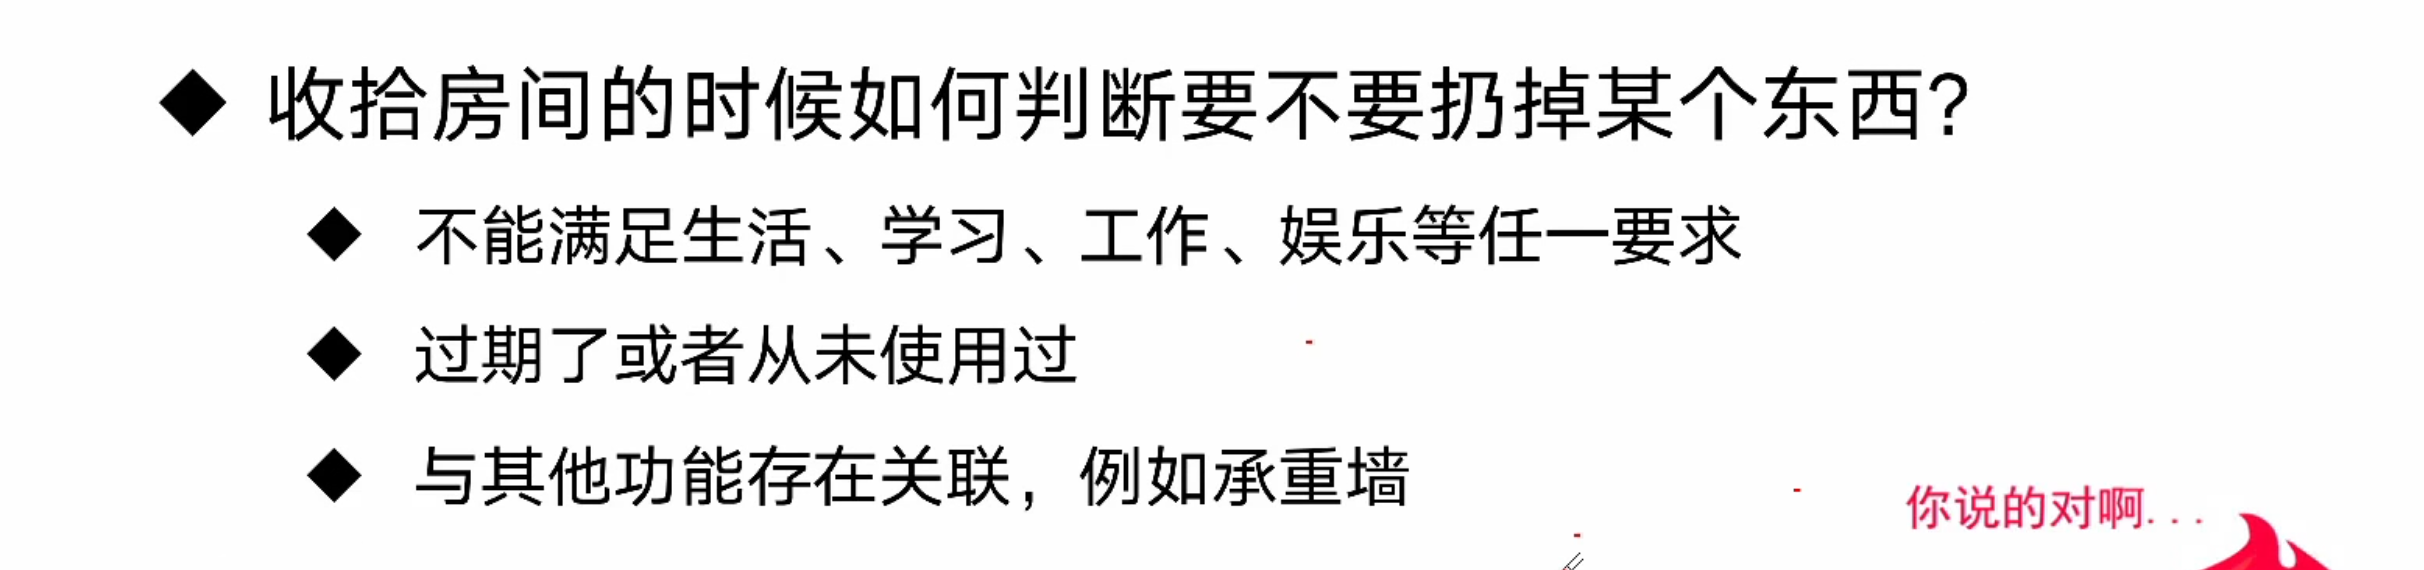 收拾房间的时候如何判断要不要扔掉某个东西?
不能满足生活、学习、工作、娱乐等任一要求
过期了或者从未使用过
与其他功能存在关联，例如承重墙
你说的对啊...